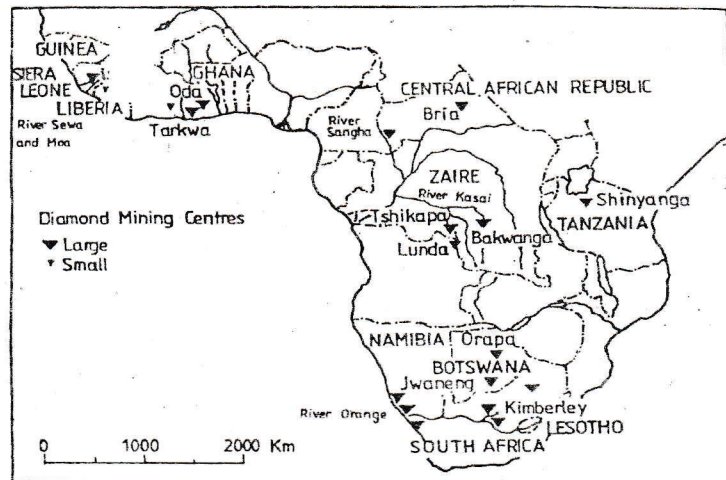 GUINEA
SIERA
LEONE
LIBERIA
River Sewa
and Moa
GHANA
Oda
Tarkwa
CENTRAL AFRICAN REPUBLIC
Bria
River
Sangha
ZAIRE
River Kasai
Tshikapa
Bakwanga
Lunda
Shinyanga
TANZANIA
Diamond Mining Centres
Large
Small
NAMIBIA
Orapa
BOTSWANA
Jwaneng
River Orange
Kimberley
LESOTHO
SOUTH AFRICA
0 1000 2000 Km